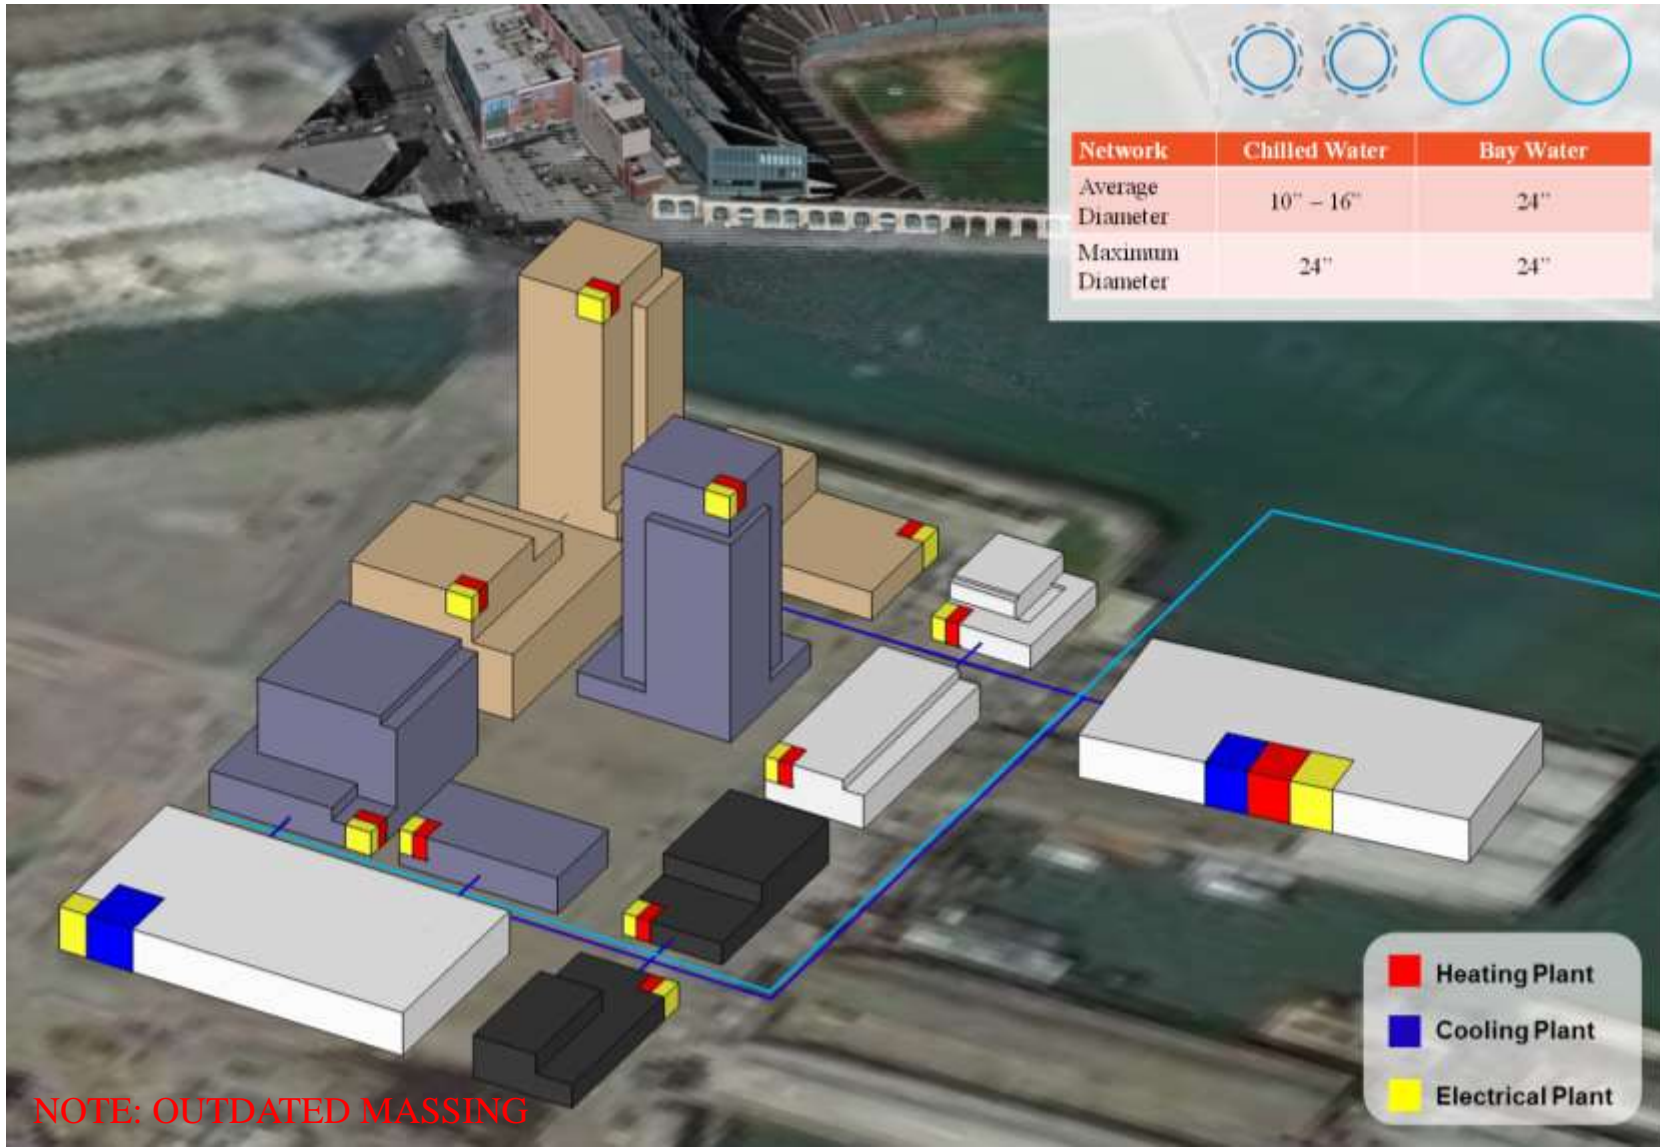 Network Chilled Water Bay Water
Average Diameter 10” – 16” 24”
Maximum Diameter 24” 24”
Heating Plant
Cooling Plant
Electrical Plant
NOTE: OUTDATED MASSING